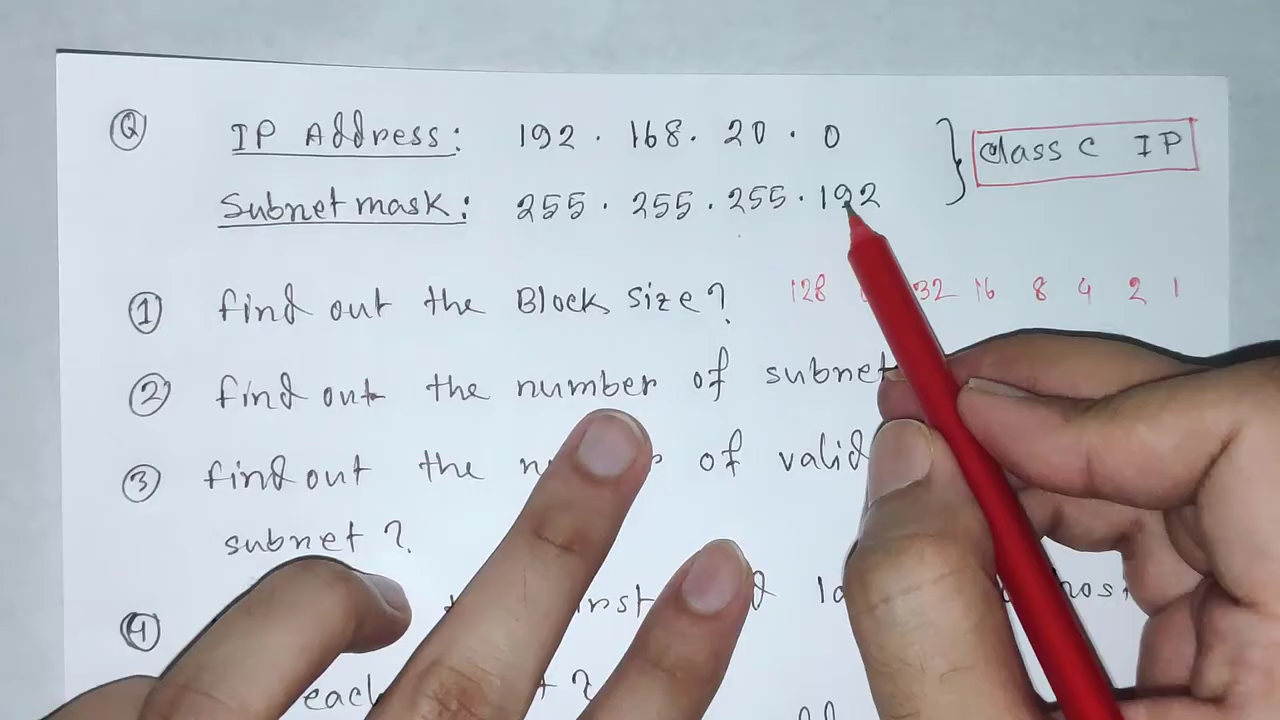 Q IP Address: 192.168.20.0
Subnet mask: 255.255.255.192
Class C IP
1 find out the Block size?
128 32 16 8 4 2 1
2 find out the number of subnet
3 find out the of valid
subnet?
4
each ?